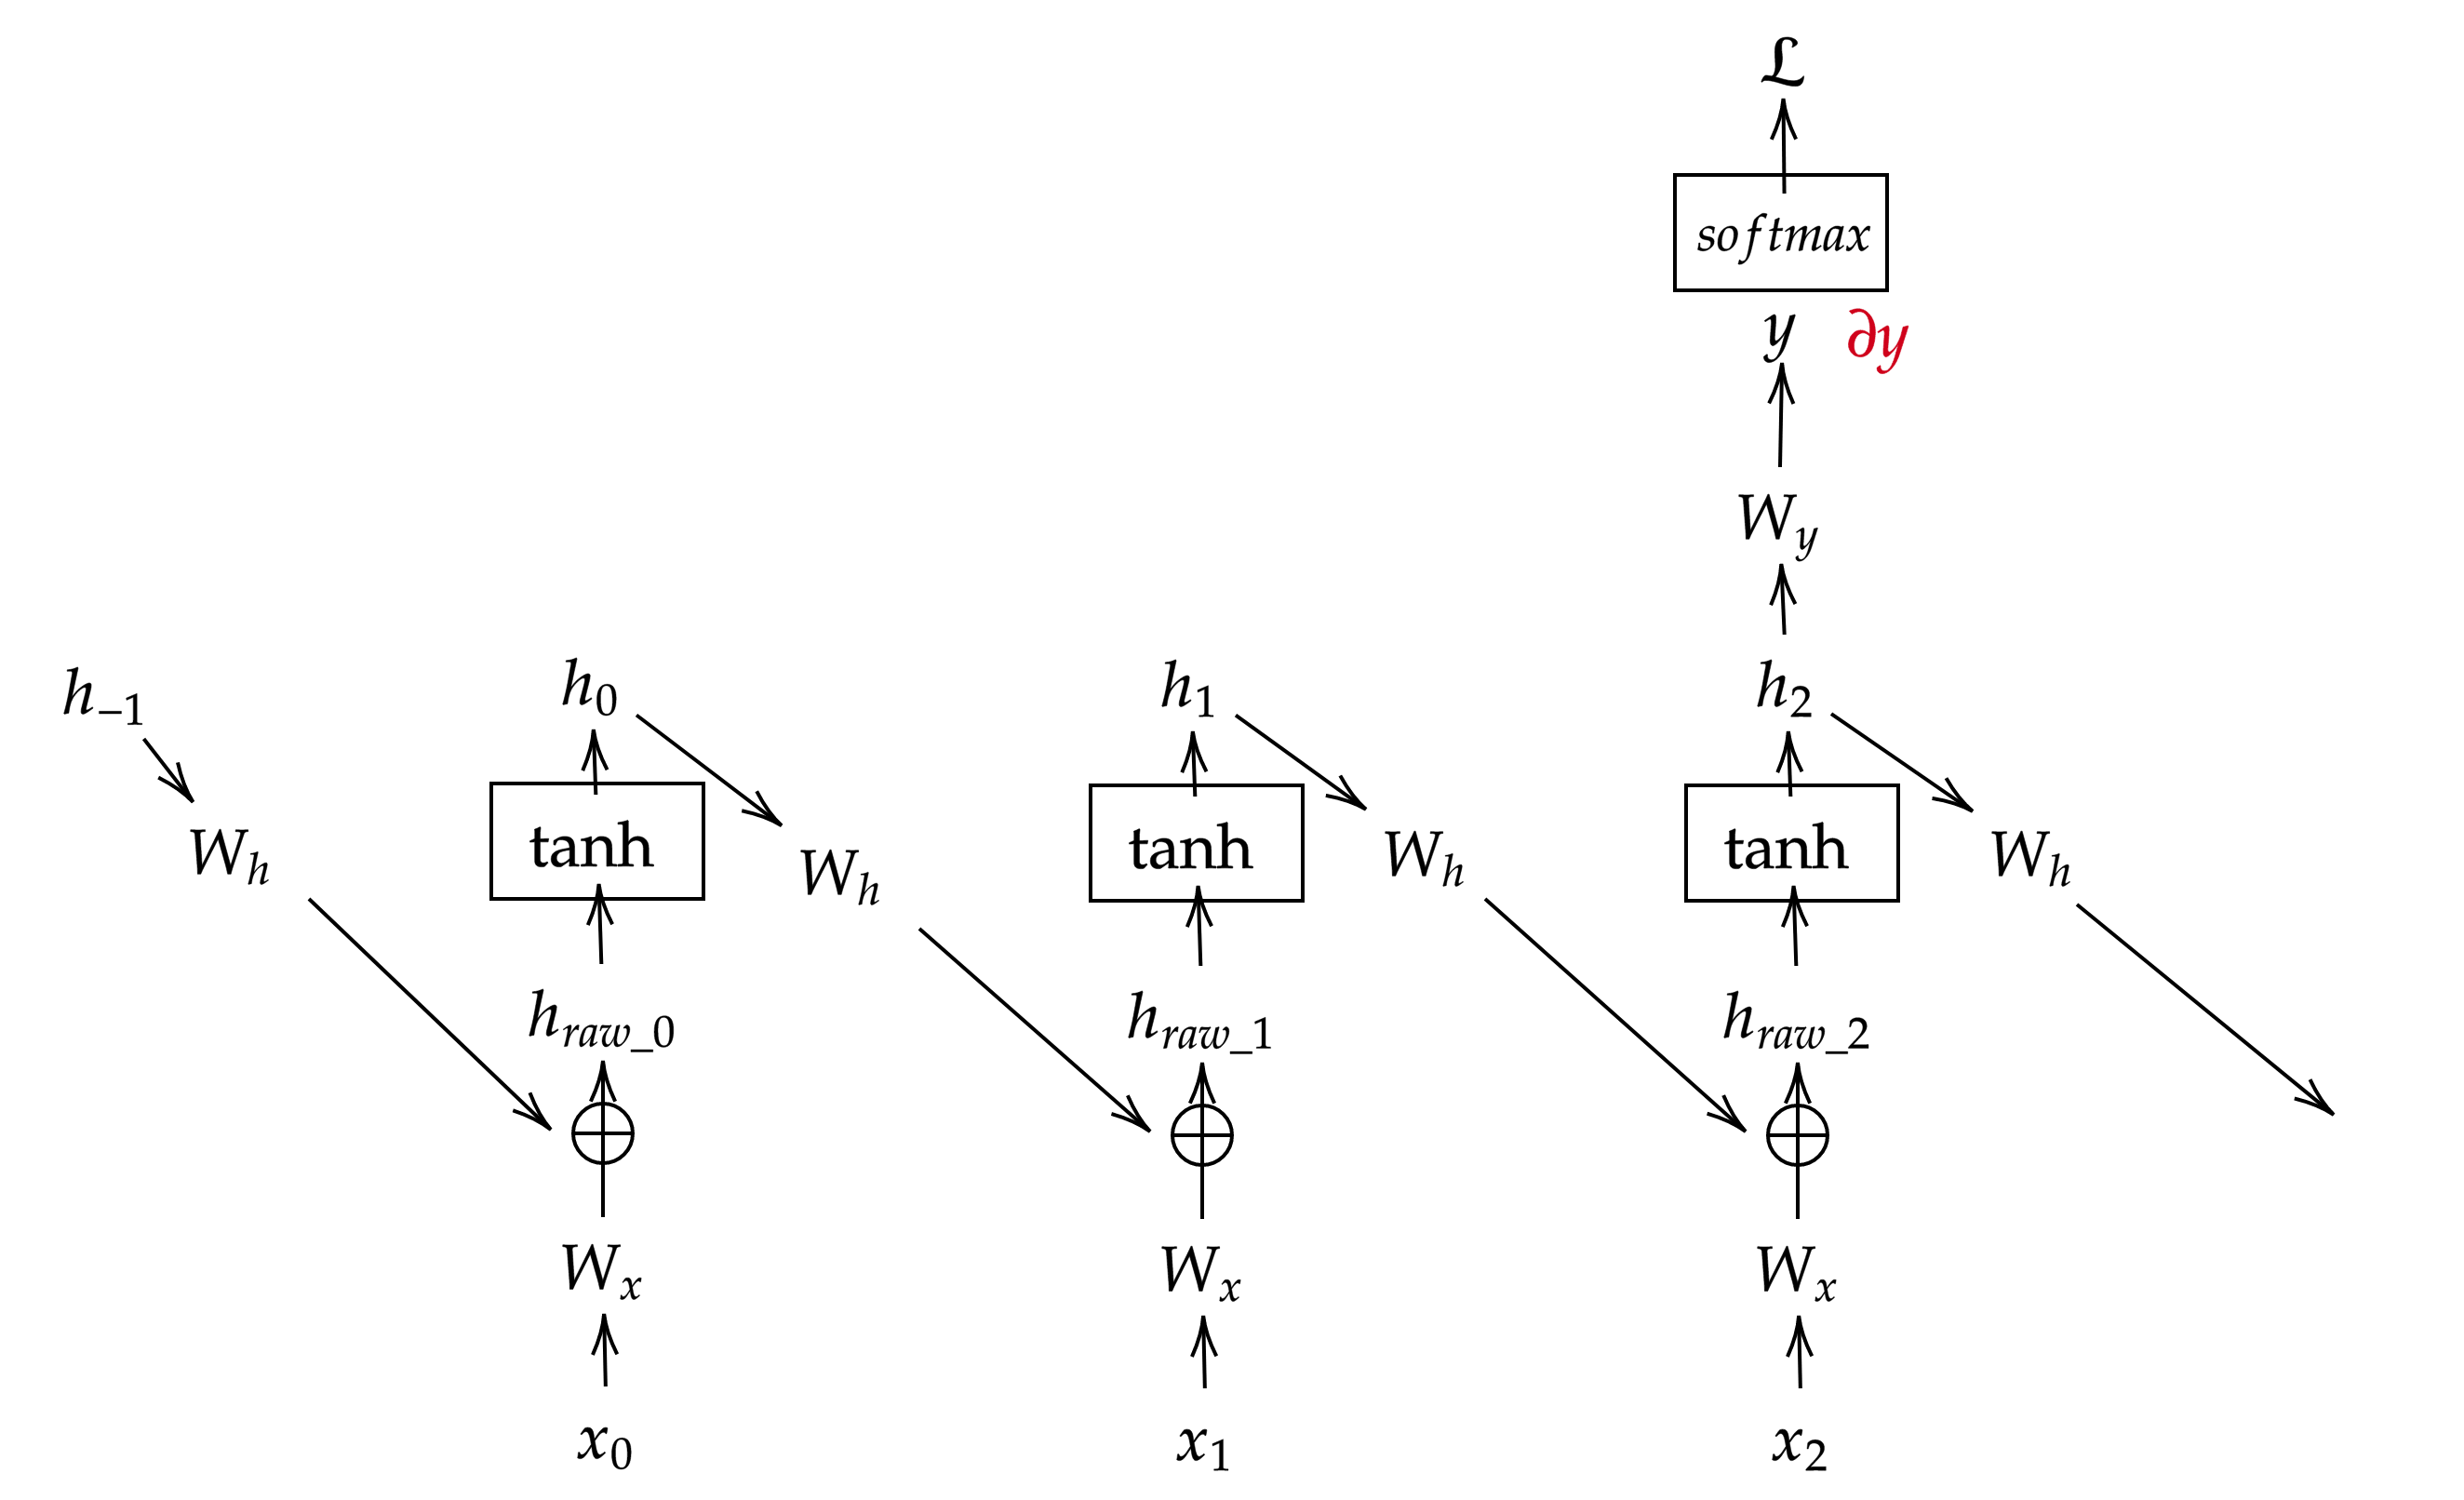 ℒ
softmax
y ∂y
W_y
h_{-1} h_0 h_1 h_2
W_h tanh W_h tanh W_h tanh W_h
h_{raw_0} h_{raw_1} h_{raw_2}
W_x W_x W_x
x_0 x_1 x_2